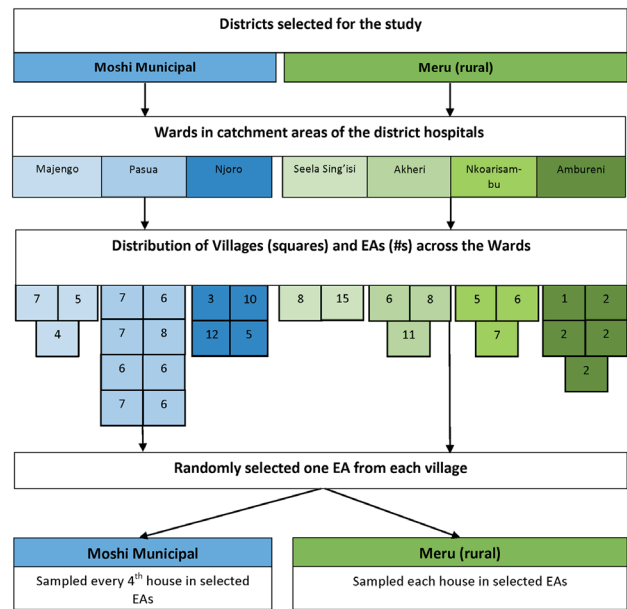 Districts selected for the study
Moshi Municipal
Meru (rural)
Wards in catchment areas of the district hospitals
Majengo
Pasua
Njoro
Seela Sing'isi
Akheri
Nkoarisam-
bu
Ambureni
Distribution of Villages (squares) and EAs (#s) across the Wards
7 5
4
7 6
7 8
6 6
7 6
3 10
12 5
8 15
6 8
11
5 6
7
1 2
2 2
2
Randomly selected one EA from each village
Moshi Municipal
Sampled every 4th house in selected
EAs
Meru (rural)
Sampled each house in selected EAs